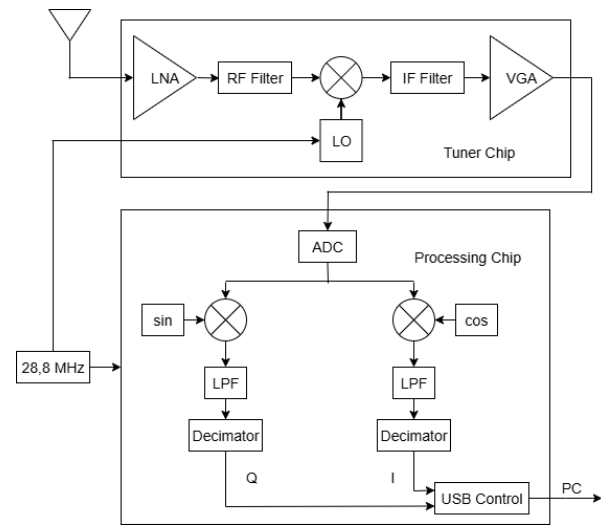 LNA
RF Filter
IF Filter
VGA
LO
Tuner Chip
ADC
Processing Chip
sin
cos
28,8 MHz
LPF
LPF
Decimator
Decimator
Q
I
USB Control
PC